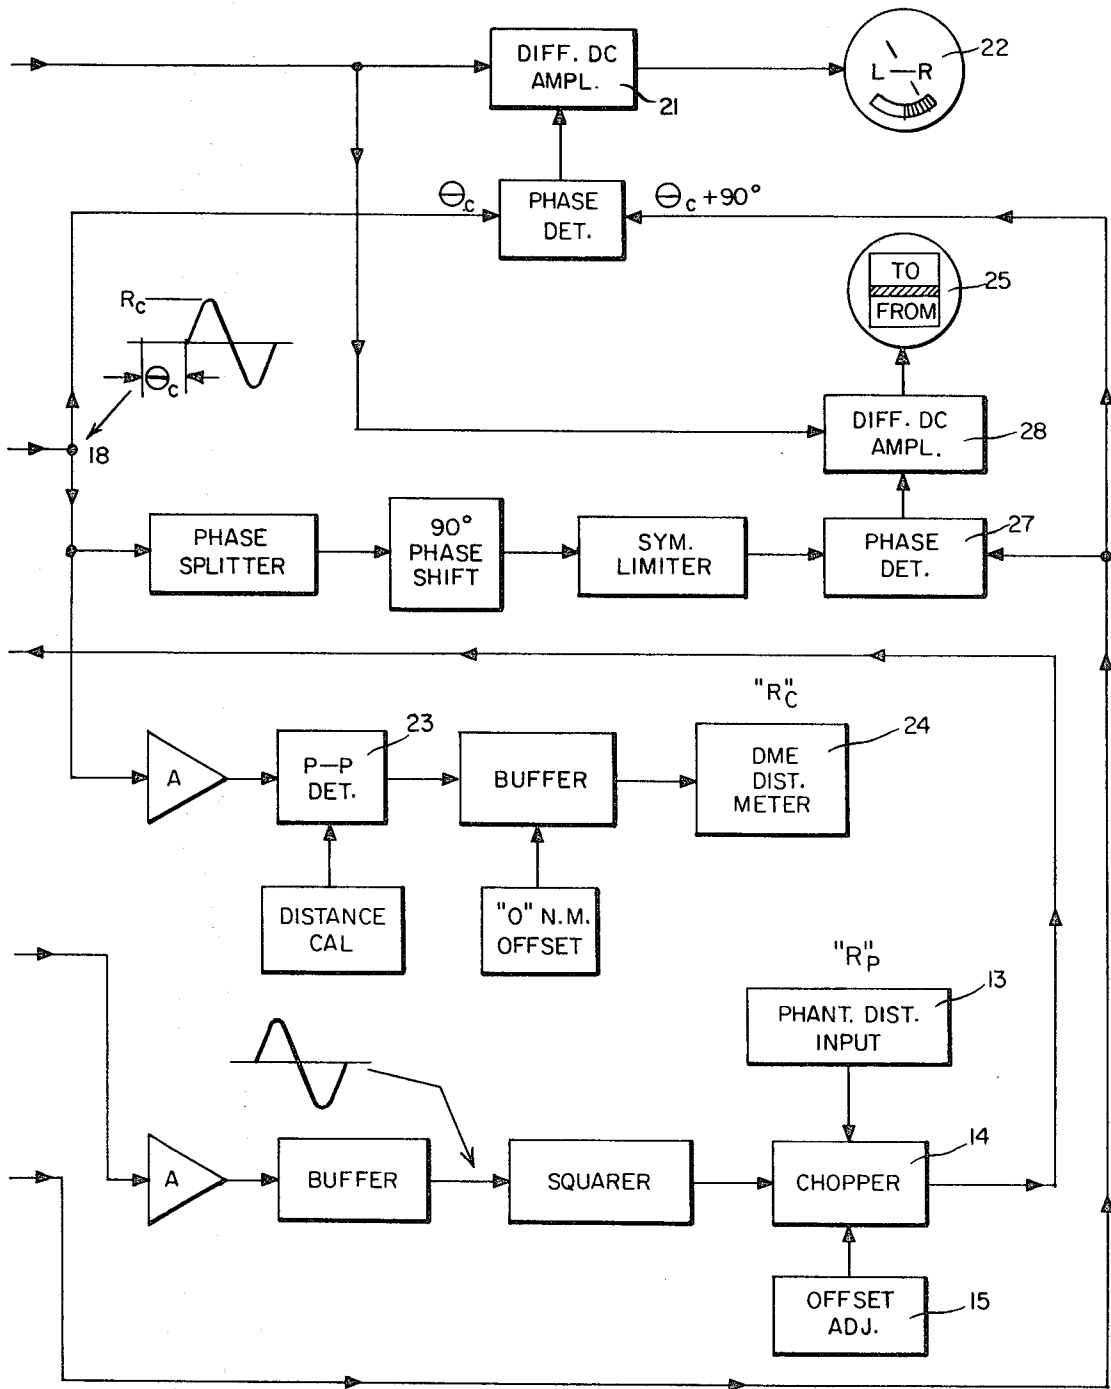 DIFF. DC
AMPL.
21
L—R
22
Θc
PHASE
DET.
Θc +90°
TO
FROM
25
Rc
Θc
18
DIFF. DC
AMPL.
28
PHASE
SPLITTER
90°
PHASE
SHIFT
SYM.
LIMITER
PHASE
DET.
27
"R"C
A
P—P
DET.
23
BUFFER
DME
DIST.
METER
24
DISTANCE
CAL
"O" N.M.
OFFSET
"R"P
PHANT. DIST.
INPUT
13
A
BUFFER
SQUARER
CHOPPER
14
OFFSET
ADJ.
15